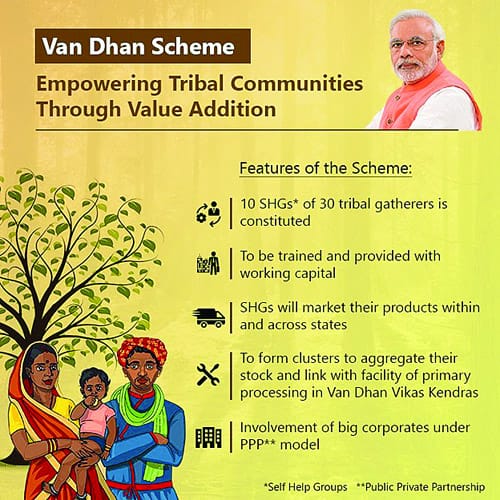 Van Dhan Scheme
Empowering Tribal Communities
Through Value Addition
Features of the Scheme:
10 SHGs* of 30 tribal gatherers is
constituted
To be trained and provided with
working capital
SHGs will market their products within
and across states
To form clusters to aggregate their
stock and link with facility of primary
processing in Van Dhan Vikas Kendras
Involvement of big corporates under
PPP** model
*Self Help Groups **Public Private Partnership